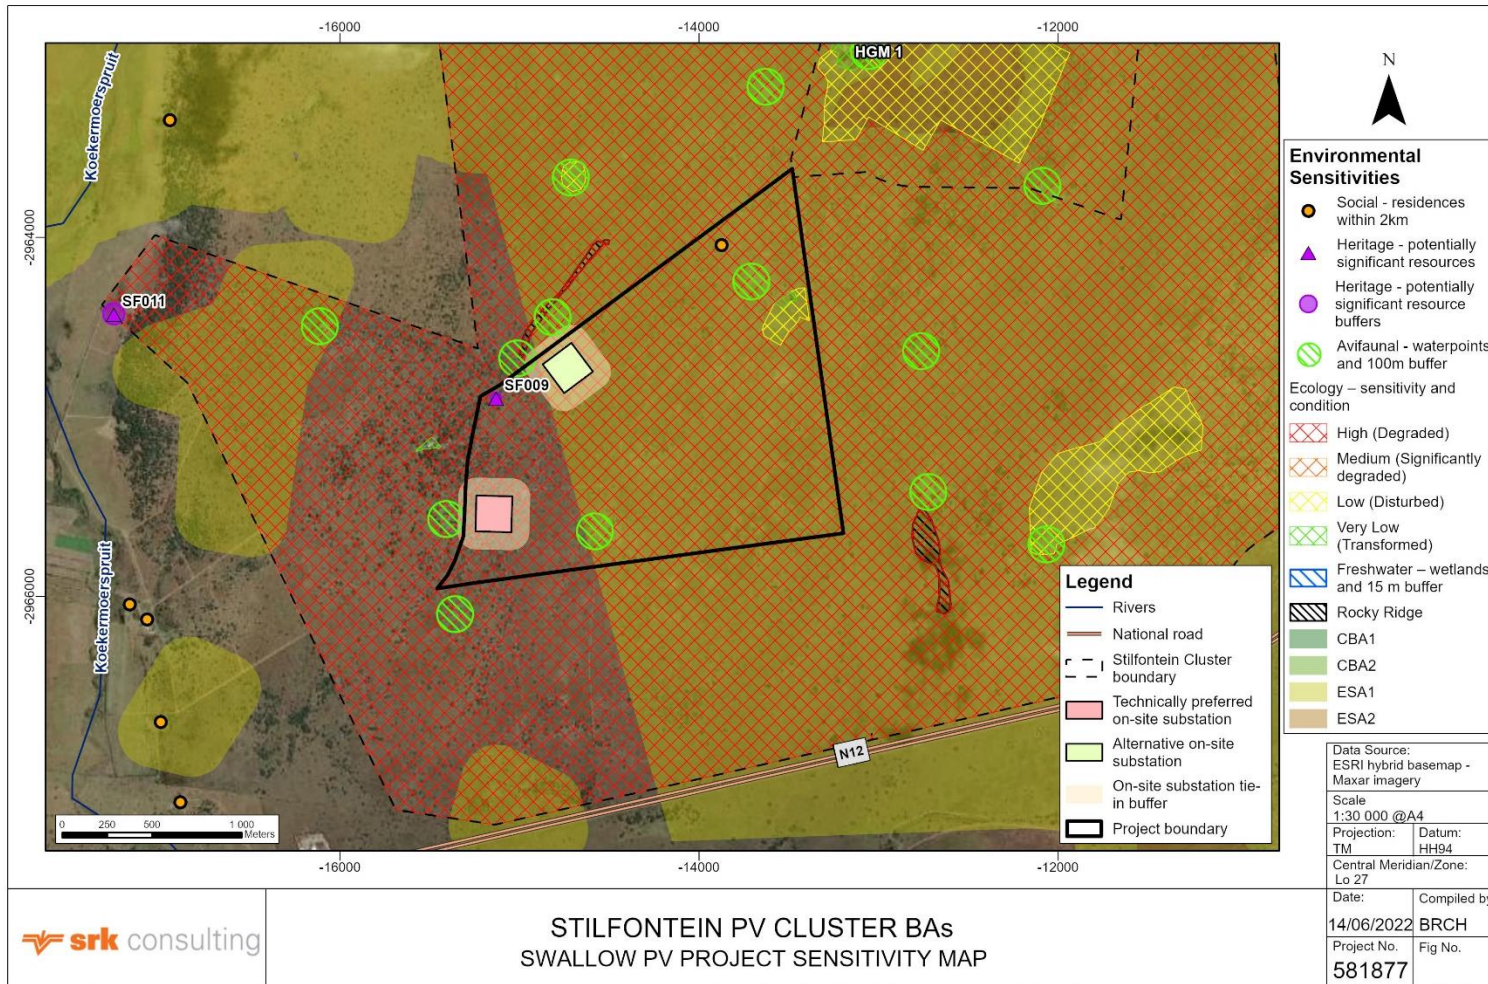 -16000
-14000
-12000
N
HGM 1
Koekermoerspruit
-2964000
SF011
SF009
Koekermoerspruit
-2966000
N12
0 250 500 1 000
Meters
-16000
-14000
-12000
Legend
Rivers
National road
Stilfontein Cluster
boundary
Technically preferred
on-site substation
Alternative on-site
substation
On-site substation tie-
in buffer
Project boundary
Environmental
Sensitivities
Social - residences
within 2km
Heritage - potentially
significant resources
Heritage - potentially
significant resource
buffers
Avifaunal - waterpoints
and 100m buffer
Ecology – sensitivity and
condition
High (Degraded)
Medium (Significantly
degraded)
Low (Disturbed)
Very Low
(Transformed)
Freshwater – wetlands
and 15 m buffer
Rocky Ridge
CBA1
CBA2
ESA1
ESA2
Data Source:
ESRI hybrid basemap -
Maxar imagery
Scale
1:30 000 @A4
Projection: Datum:
TM HH94
Central Meridian/Zone:
Lo 27
Date: Compiled by
14/06/2022 BRCH
Project No. Fig No.
581877
srk consulting
STILFONTEIN PV CLUSTER BAs
SWALLOW PV PROJECT SENSITIVITY MAP